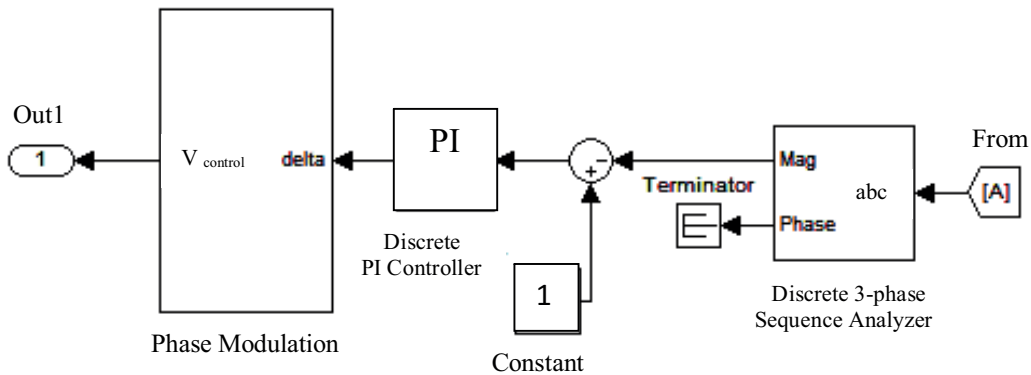 Out1
1
V control
delta
Phase Modulation
PI
Discrete
PI Controller
−
+
1
Constant
Terminator
Mag
Phase
abc
Discrete 3-phase
Sequence Analyzer
From
[A]